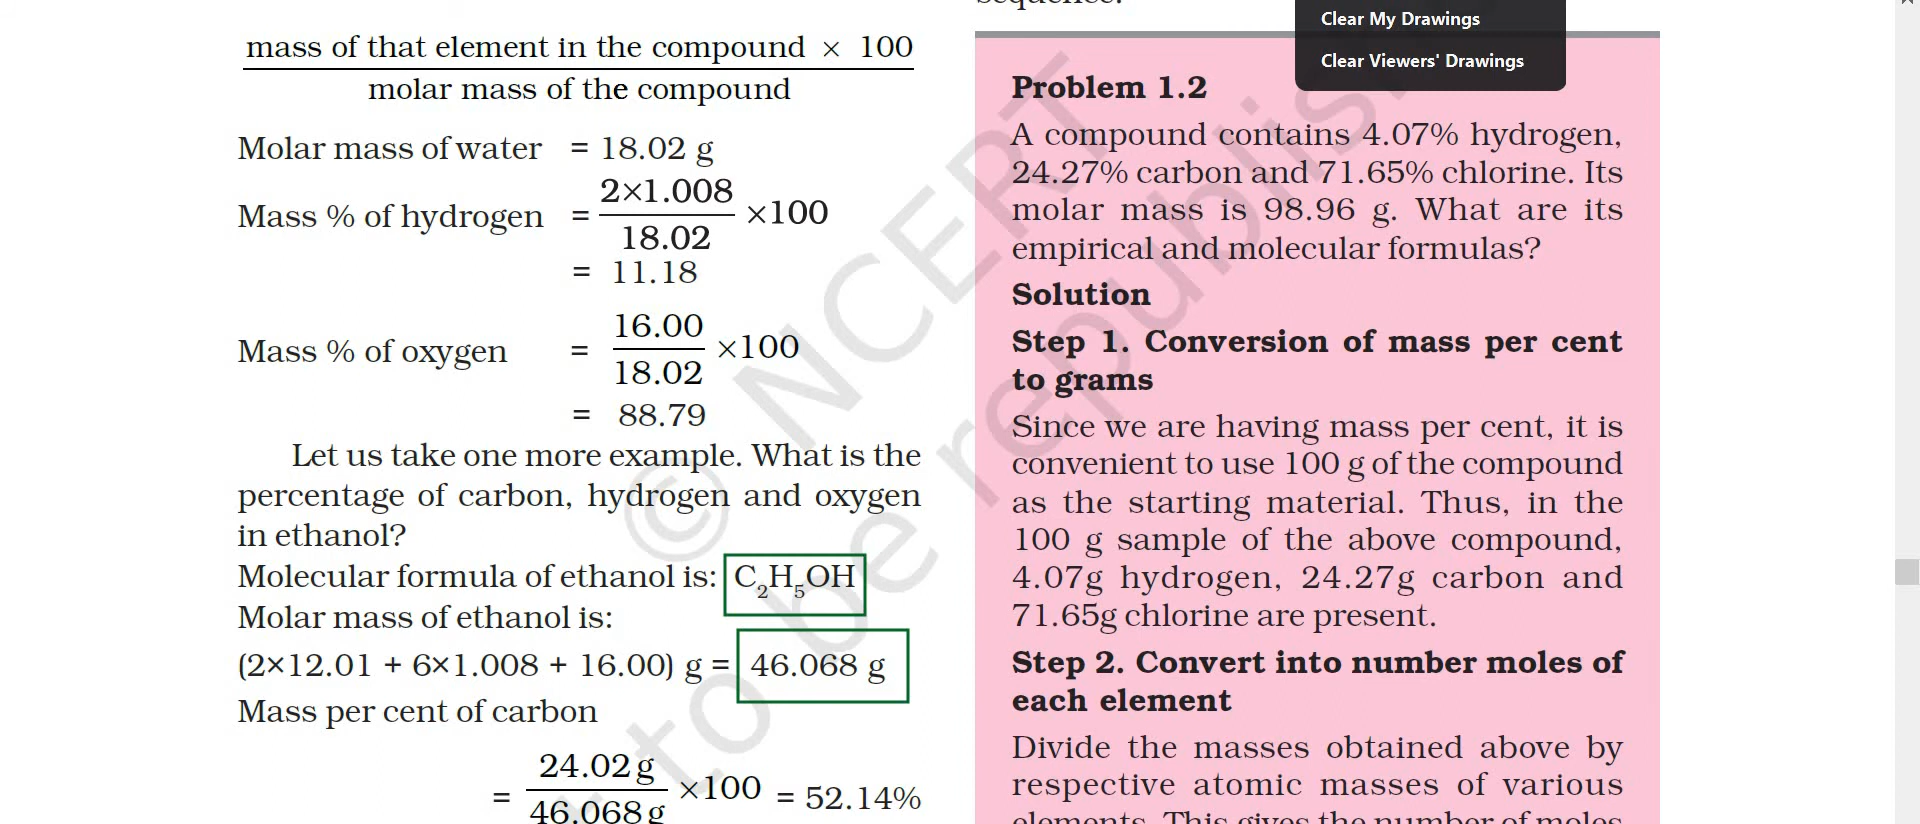 mass of that element in the compound × 100
molar mass of the compound
Molar mass of water = 18.02 g
Mass % of hydrogen = 2×1.008 / 18.02 ×100
= 11.18
Mass % of oxygen = 16.00 / 18.02 ×100
= 88.79
Let us take one more example. What is the
percentage of carbon, hydrogen and oxygen
in ethanol?
Molecular formula of ethanol is: C₂H₅OH
Molar mass of ethanol is:
(2×12.01 + 6×1.008 + 16.00) g = 46.068 g
Mass per cent of carbon
= 24.02 g / 46.068 g ×100 = 52.14%
Clear My Drawings
Clear Viewers' Drawings
Problem 1.2
A compound contains 4.07% hydrogen,
24.27% carbon and 71.65% chlorine. Its
molar mass is 98.96 g. What are its
empirical and molecular formulas?
Solution
Step 1. Conversion of mass per cent
to grams
Since we are having mass per cent, it is
convenient to use 100 g of the compound
as the starting material. Thus, in the
100 g sample of the above compound,
4.07g hydrogen, 24.27g carbon and
71.65g chlorine are present.
Step 2. Convert into number moles of
each element
Divide the masses obtained above by
respective atomic masses of various
elements. This gives the number of moles
© NCERT
to be republis